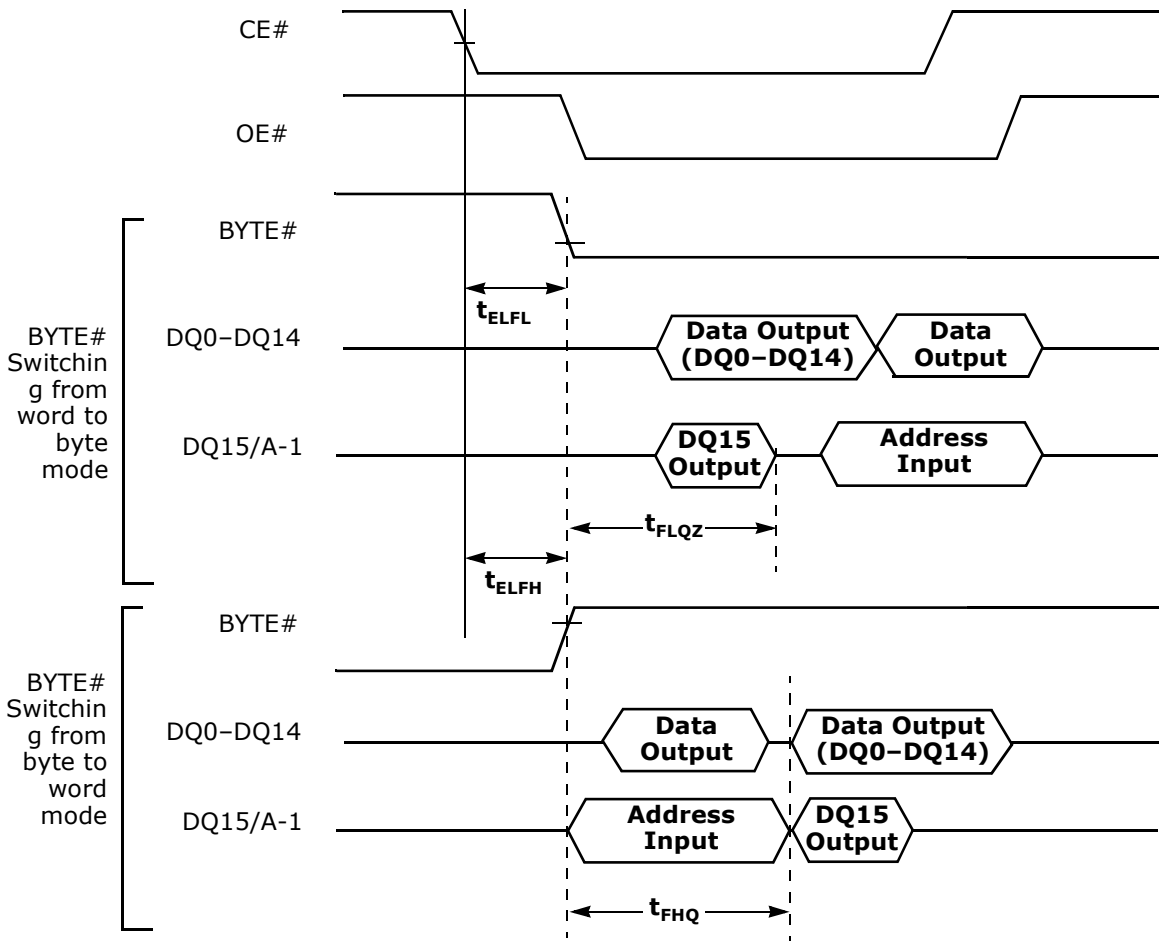 CE#
OE#
BYTE#
Switchin
g from
word to
byte
mode
BYTE#
tELFL
DQ0–DQ14
Data Output
(DQ0–DQ14)
Data
Output
DQ15/A-1
DQ15
Output
Address
Input
tFLQZ
tELFH
BYTE#
Switchin
g from
byte to
word
mode
BYTE#
DQ0–DQ14
Data
Output
Data Output
(DQ0–DQ14)
DQ15/A-1
Address
Input
DQ15
Output
tFHQ